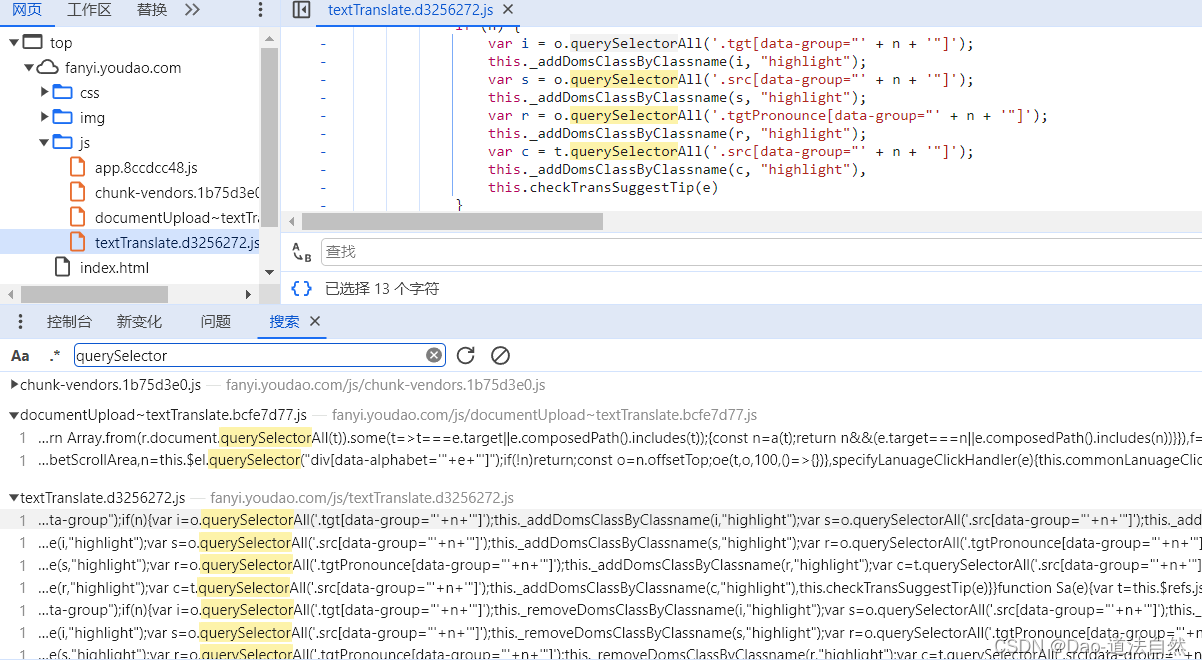 网页 工作区 替换
textTranslate.d3256272.js
top
fanyi.youdao.com
css
img
js
app.8ccdcc48.js
chunk-vendors.1b75d3e0
documentUpload~textTra
textTranslate.d3256272.js
index.html
if (n) {
var i = o.querySelectorAll('.tgt[data-group="' + n + '"]');
this._addDomsClassByClassname(i, "highlight");
var s = o.querySelectorAll('.src[data-group="' + n + '"]');
this._addDomsClassByClassname(s, "highlight");
var r = o.querySelectorAll('.tgtPronounce[data-group="' + n + '"]');
this._addDomsClassByClassname(r, "highlight");
var c = t.querySelectorAll('.src[data-group="' + n + '"]');
this._addDomsClassByClassname(c, "highlight"),
this.checkTransSuggestTip(e)
}
查找
{} 已选择 13 个字符
控制台 新变化 问题 搜索
Aa .* querySelector
chunk-vendors.1b75d3e0.js — fanyi.youdao.com/js/chunk-vendors.1b75d3e0.js
documentUpload~textTranslate.bcfe7d77.js — fanyi.youdao.com/js/documentUpload~textTranslate.bcfe7d77.js
1 …rn Array.from(r.document.querySelectorAll(t)).some(t=>t===e.target||e.composedPath().includes(t));{const n=a(t);return n&&(e.target===n||e.composedPath().includes(n))}}),f=
1 …betScrollArea,n=this.$el.querySelector("div[data-alphabet='"+e+"']");if(!n)return;const o=n.offsetTop;oe(t,o,100,()=>{})},specifyLanuageClickHandler(e){this.commonLanuageClic
textTranslate.d3256272.js — fanyi.youdao.com/js/textTranslate.d3256272.js
1 …ta-group");if(n){var i=o.querySelectorAll('.tgt[data-group="'+n+'"]');this._addDomsClassByClassname(i,"highlight");var s=o.querySelectorAll('.src[data-group="'+n+'"]');this._add
1 …e(i,"highlight");var s=o.querySelectorAll('.src[data-group="'+n+'"]');this._addDomsClassByClassname(s,"highlight");var r=o.querySelectorAll('.tgtPronounce[data-group="'+n+'"]
1 …e(s,"highlight");var r=o.querySelectorAll('.tgtPronounce[data-group="'+n+'"]');this._addDomsClassByClassname(r,"highlight");var c=t.querySelectorAll('.src[data-group="'+n+'"]
1 …e(r,"highlight");var c=t.querySelectorAll('.src[data-group="'+n+'"]');this._addDomsClassByClassname(c,"highlight"),this.checkTransSuggestTip(e)}}function Sa(e){var t=this.$refs.js
1 …ta-group");if(n){var i=o.querySelectorAll('.tgt[data-group="'+n+'"]');this._removeDomsClassByClassname(i,"highlight");var s=o.querySelectorAll('.src[data-group="'+n+'"]');this._
1 …e(i,"highlight");var s=o.querySelectorAll('.src[data-group="'+n+'"]');this._removeDomsClassByClassname(s,"highlight");var r=o.querySelectorAll('.tgtPronounce[data-group="'+n
1 …e(s,"highlight");var r=o.querySelectorAll('.tgtPronounce[data-group="'+n+'"]');this._removeDomsClassByClassname(r,"highlight");var c=t.querySelectorAll('.src[data-group="'+n
CSDN @Dao-道法自然